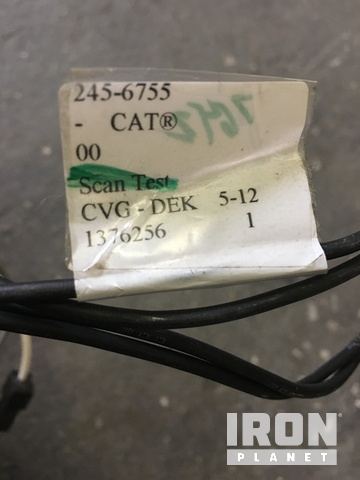 245-6755
- CAT®
00
Scan Test
CVG - DEK 5-12
1376256 1
IRON
PLANET